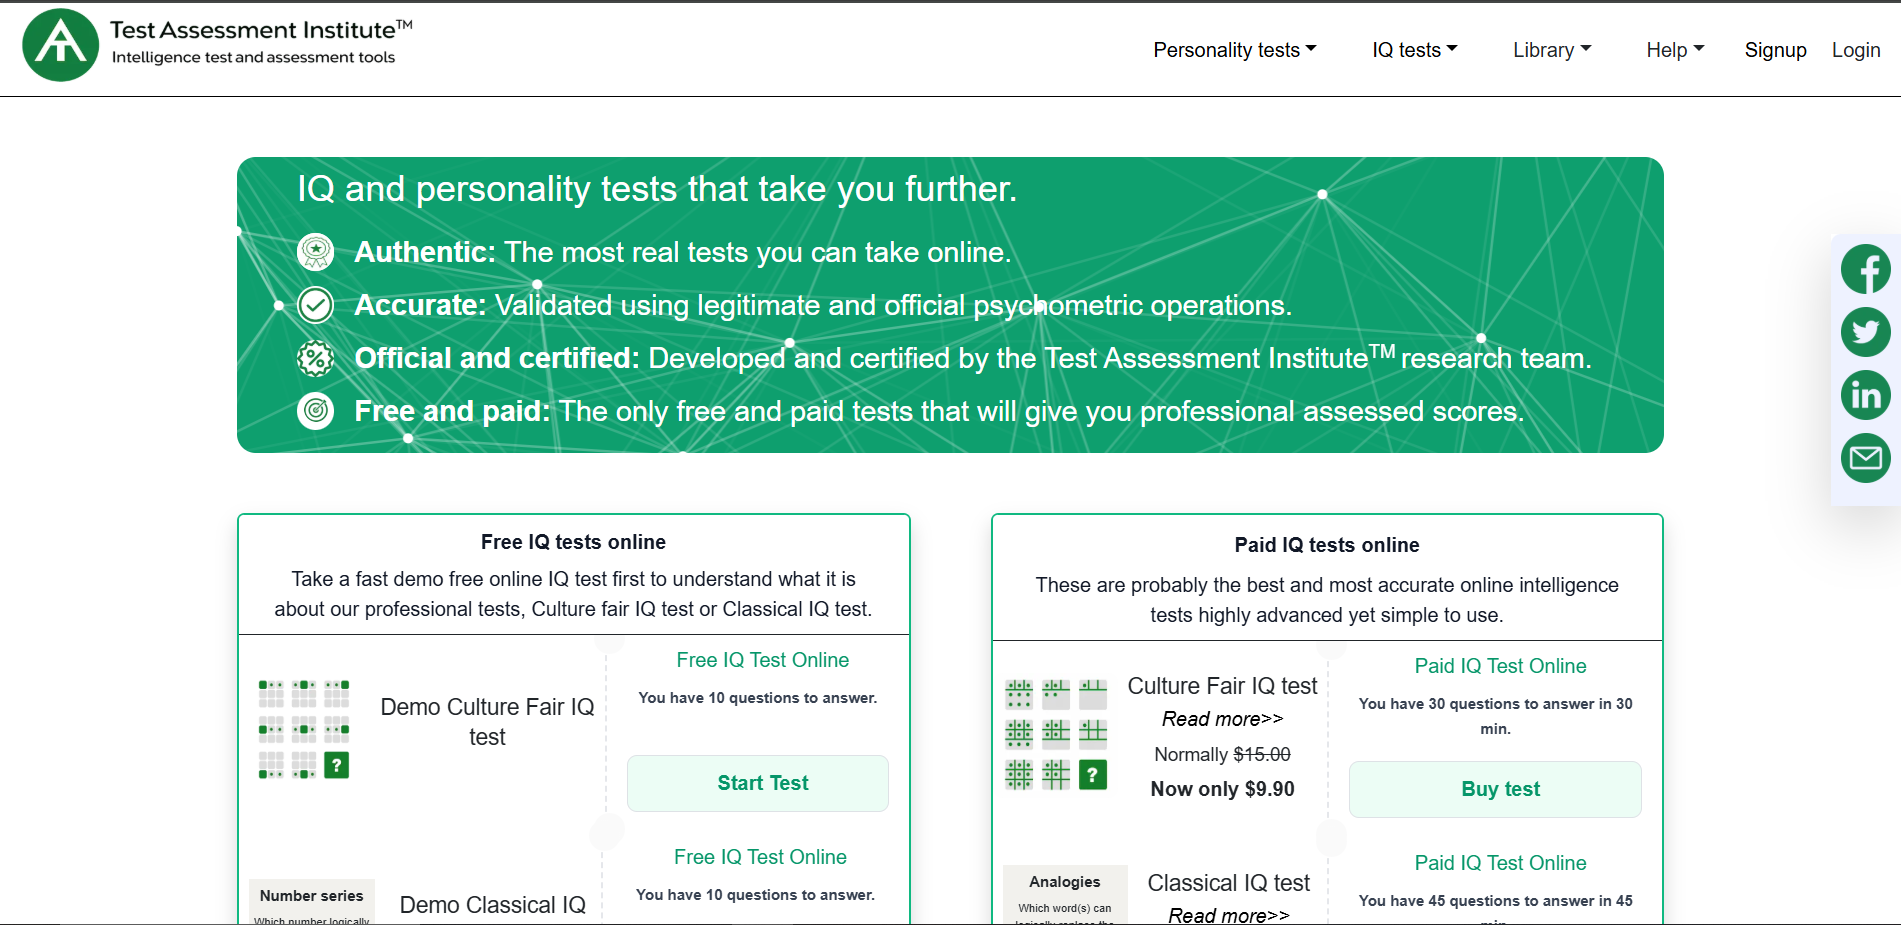 Test Assessment Institute™
Intelligence test and assessment tools
Personality tests
IQ tests
Library
Help
Signup
Login
IQ and personality tests that take you further.
Authentic: The most real tests you can take online.
Accurate: Validated using legitimate and official psychometric operations.
Official and certified: Developed and certified by the Test Assessment Institute™ research team.
Free and paid: The only free and paid tests that will give you professional assessed scores.
Free IQ tests online
Take a fast demo free online IQ test first to understand what it is
about our professional tests, Culture fair IQ test or Classical IQ test.
Demo Culture Fair IQ
test
?
Free IQ Test Online
You have 10 questions to answer.
Start Test
Number series
Which number logically
Demo Classical IQ
Free IQ Test Online
You have 10 questions to answer.
Paid IQ tests online
These are probably the best and most accurate online intelligence
tests highly advanced yet simple to use.
?
Culture Fair IQ test
Read more>>
Normally $15.00
Now only $9.90
Paid IQ Test Online
You have 30 questions to answer in 30
min.
Buy test
Analogies
Which word(s) can
logically replace the
Classical IQ test
Read more>>
Paid IQ Test Online
You have 45 questions to answer in 45
min.